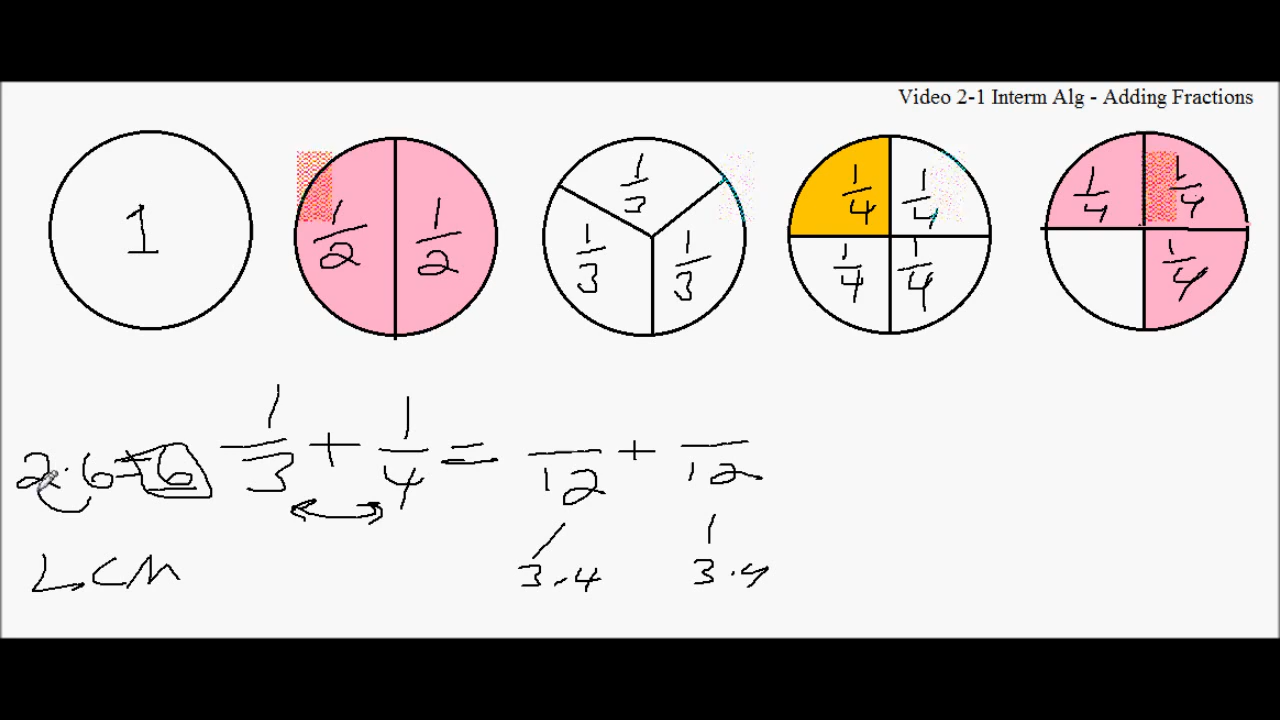 Video 2-1 Interm Alg - Adding Fractions
1 1/2 1/2 1/3 1/3 1/3 1/4 1/4 1/4 1/4 1/4 1/4 1/4
2·6=6 1/3 + 1/4 = /12 + /12
LCM 3·4 3·4